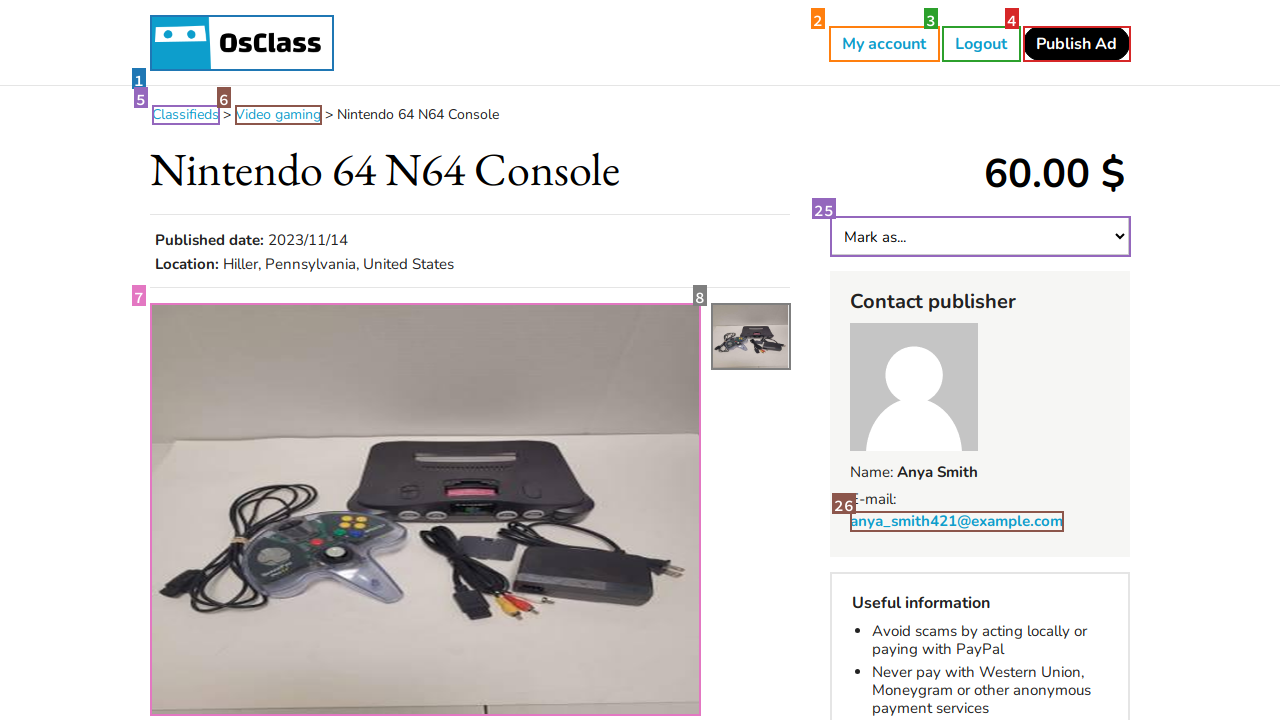 OsClass
2
My account
3
Logout
4
Publish Ad
1
5
Classifieds > 6 Video gaming > Nintendo 64 N64 Console
Nintendo 64 N64 Console
60.00 $
Published date: 2023/11/14
Location: Hiller, Pennsylvania, United States
25
Mark as...
7
8
Contact publisher
Name: Anya Smith
E-mail:
26
anya_smith421@example.com
Useful information
Avoid scams by acting locally or
paying with PayPal
Never pay with Western Union,
Moneygram or other anonymous
payment services